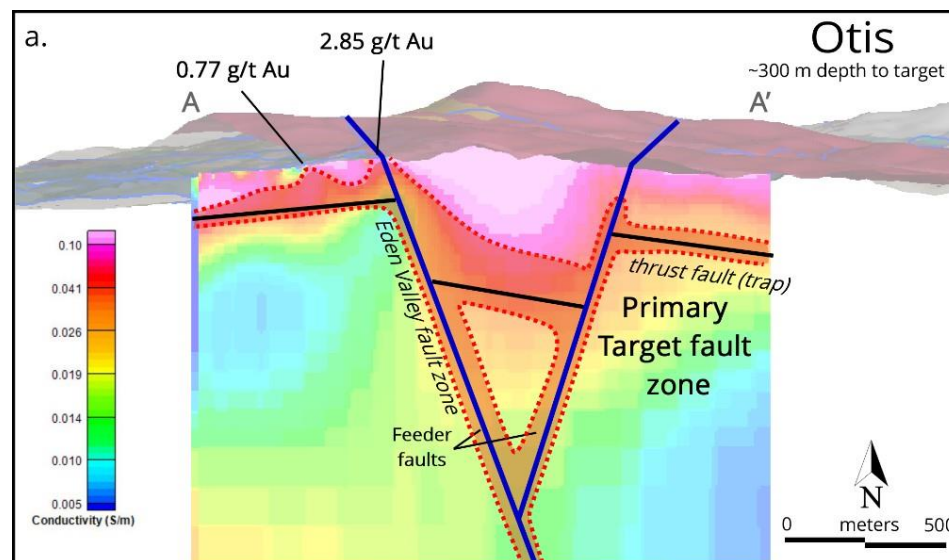 a.
2.85 g/t Au
0.77 g/t Au
Otis
~300 m depth to target
A
A'
0.10
0.041
0.026
0.019
0.014
0.010
0.005
Conductivity (S/m)
Eden Valley fault zone
thrust fault (trap)
Primary
Target fault
zone
Feeder
faults
N
0 meters 500